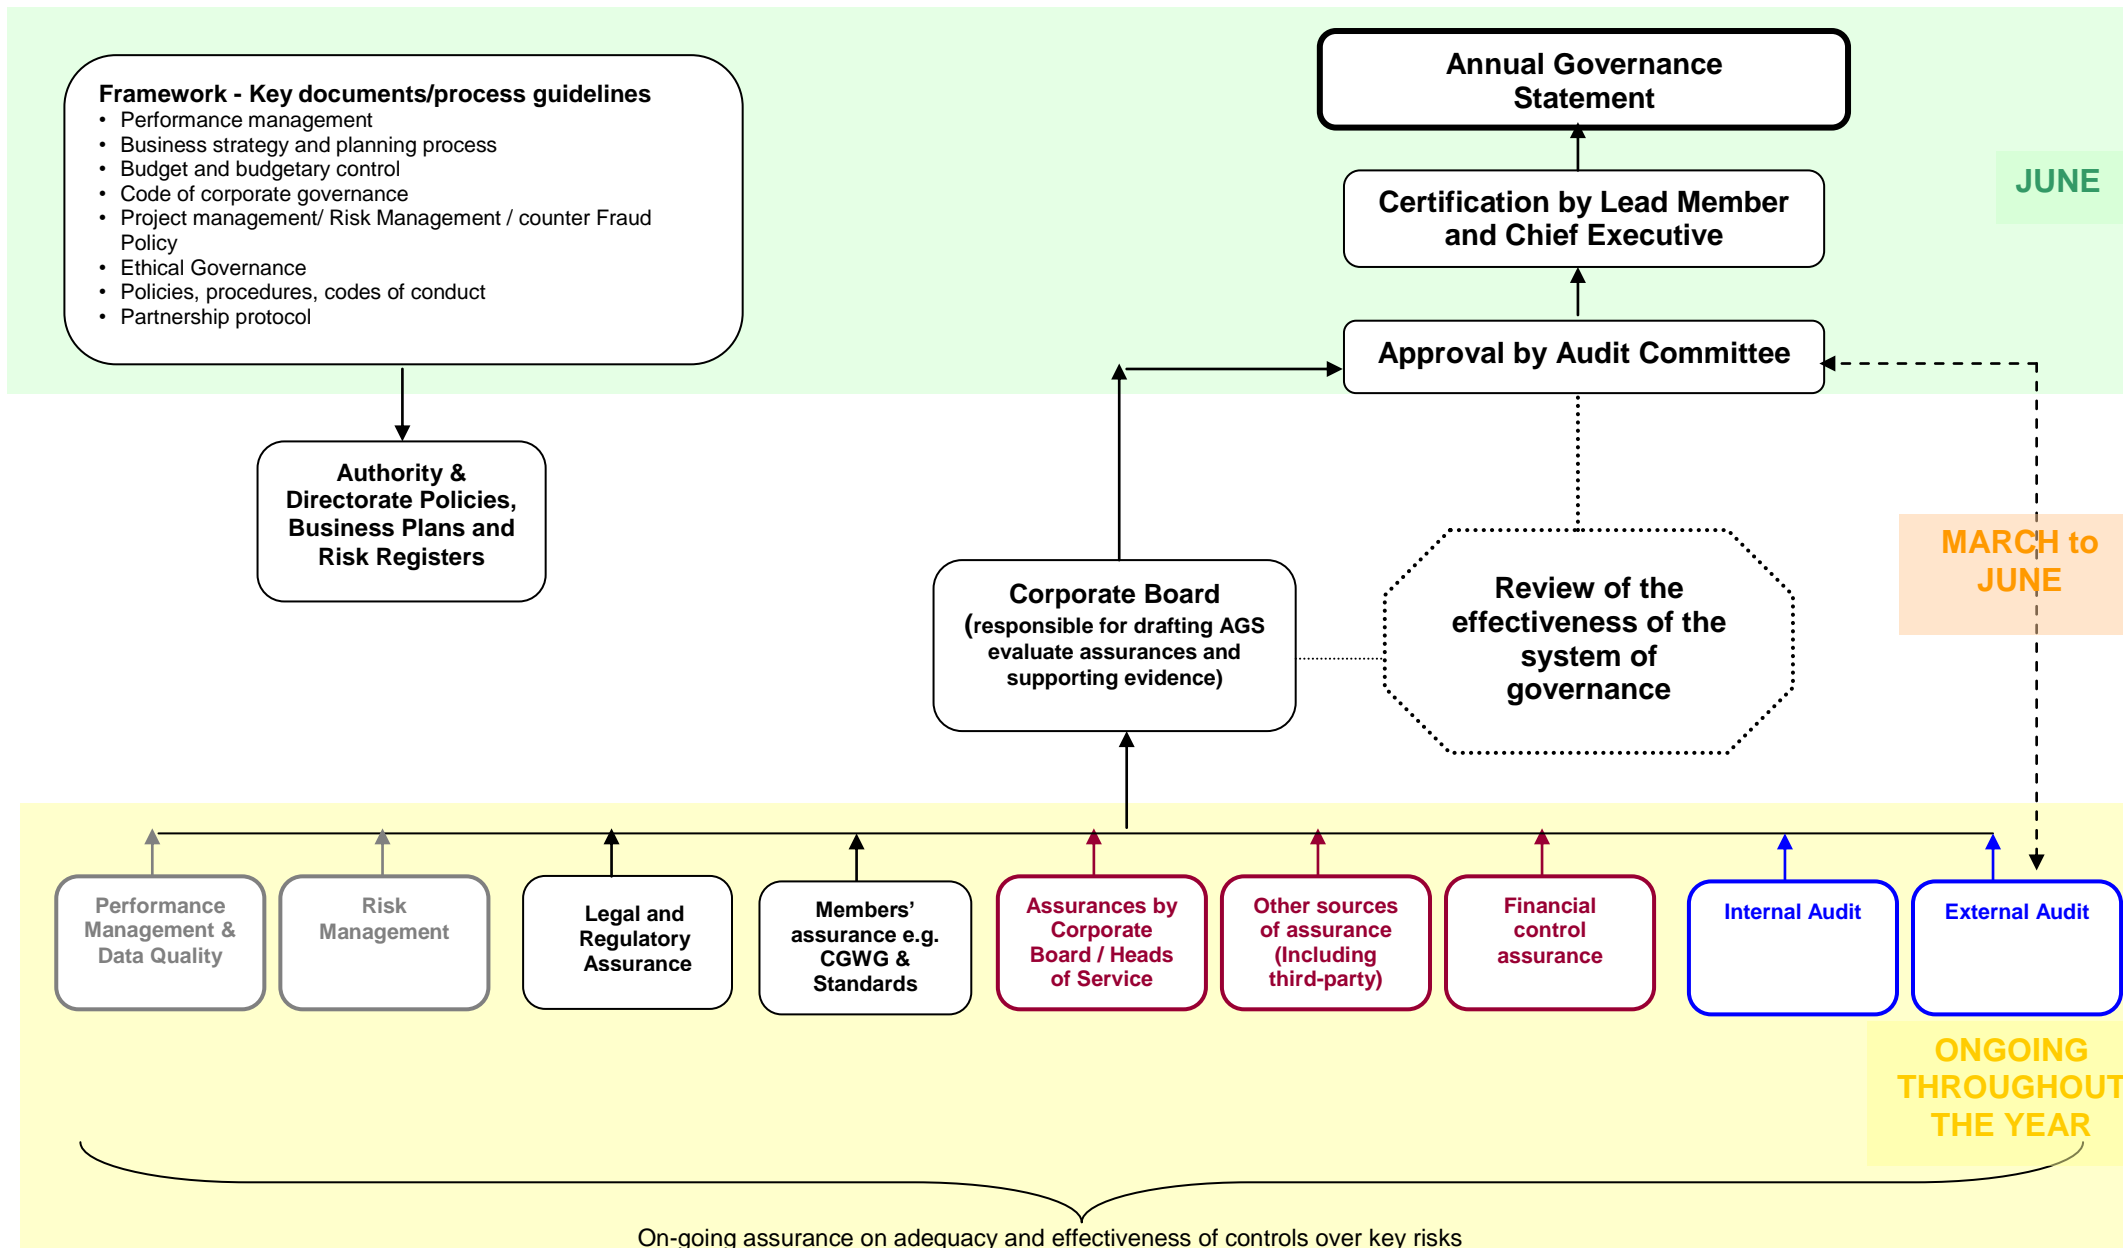 Annual Governance
Statement
Framework - Key documents/process guidelines
• Performance management
• Business strategy and planning process
• Budget and budgetary control
• Code of corporate governance
• Project management/ Risk Management / counter Fraud
Policy
• Ethical Governance
• Policies, procedures, codes of conduct
• Partnership protocol
JUNE
Certification by Lead Member
and Chief Executive
Approval by Audit Committee
Authority &
Directorate Policies,
Business Plans and
Risk Registers
MARCH to
JUNE
Corporate Board
(responsible for drafting AGS
evaluate assurances and
supporting evidence)
Review of the
effectiveness of the
system of
governance
Performance
Management &
Data Quality
Risk
Management
Legal and
Regulatory
Assurance
Members’
assurance e.g.
CGWG &
Standards
Assurances by
Corporate
Board / Heads
of Service
Other sources
of assurance
(Including
third-party)
Financial
control
assurance
Internal Audit
External Audit
ONGOING
THROUGHOUT
THE YEAR
On-going assurance on adequacy and effectiveness of controls over key risks